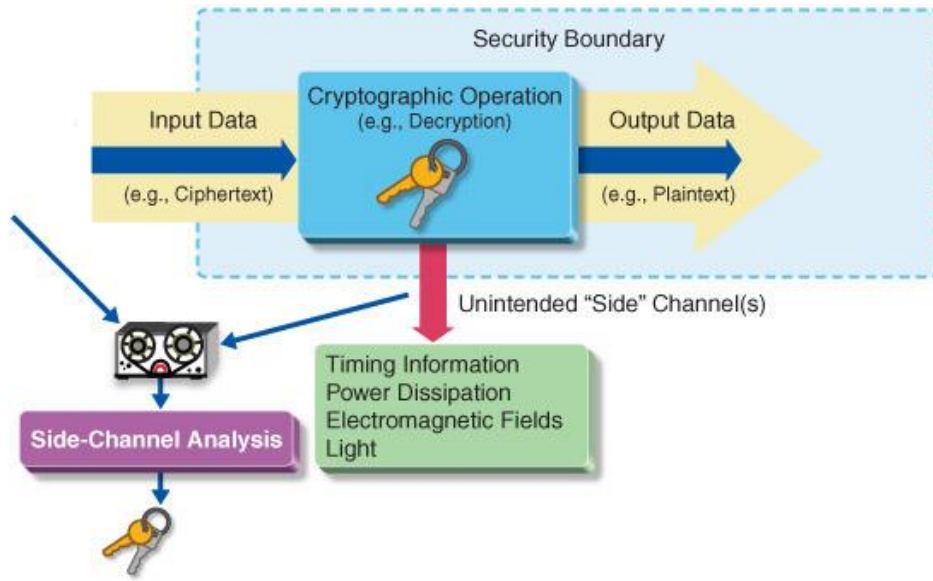 Security Boundary
Cryptographic Operation
(e.g., Decryption)
Input Data
(e.g., Ciphertext)
Output Data
(e.g., Plaintext)
Unintended “Side” Channel(s)
Timing Information
Power Dissipation
Electromagnetic Fields
Light
Side-Channel Analysis